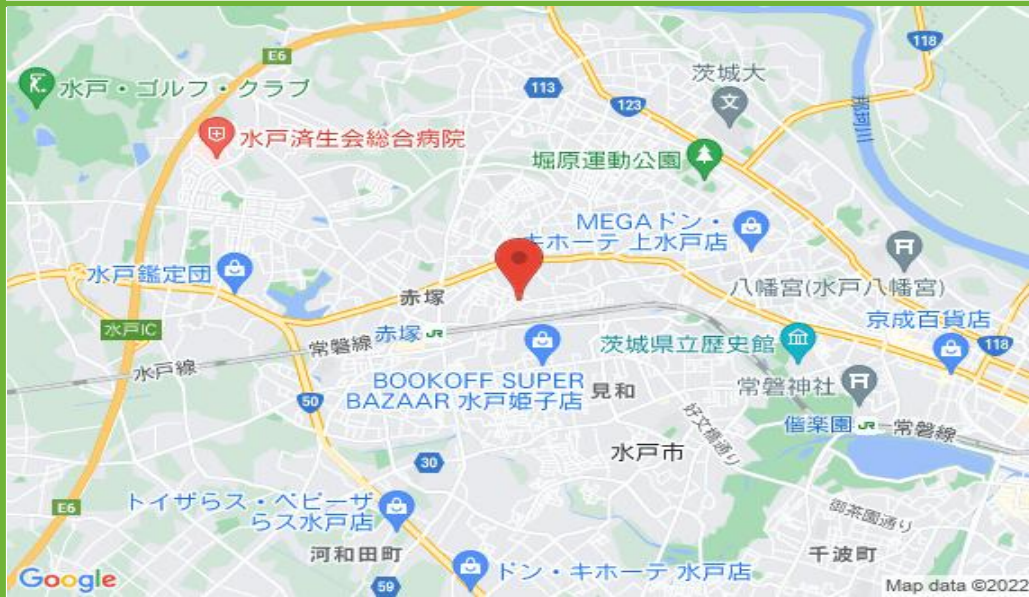 E6
118
茨城大
水戸・ゴルフ・クラブ
113
123
那珂川
水戸済生会総合病院
堀原運動公園
MEGAドン・
キホーテ 上水戸店
水戸鑑定団
八幡宮(水戸八幡宮)
赤塚
水戸IC
赤塚 JR
京成百貨店
常磐線
茨城県立歴史館
118
水戸線
BOOKOFF SUPER
BAZAAR 水戸姫子店
見和
常磐神社
50
好文橋通り
偕楽園 JR
常磐線
水戸市
30
E6
トイザらス・ベビーザ
らス水戸店
御茶園通り
河和田町
千波町
ドン・キホーテ 水戸店
59
Google
Map data ©2022